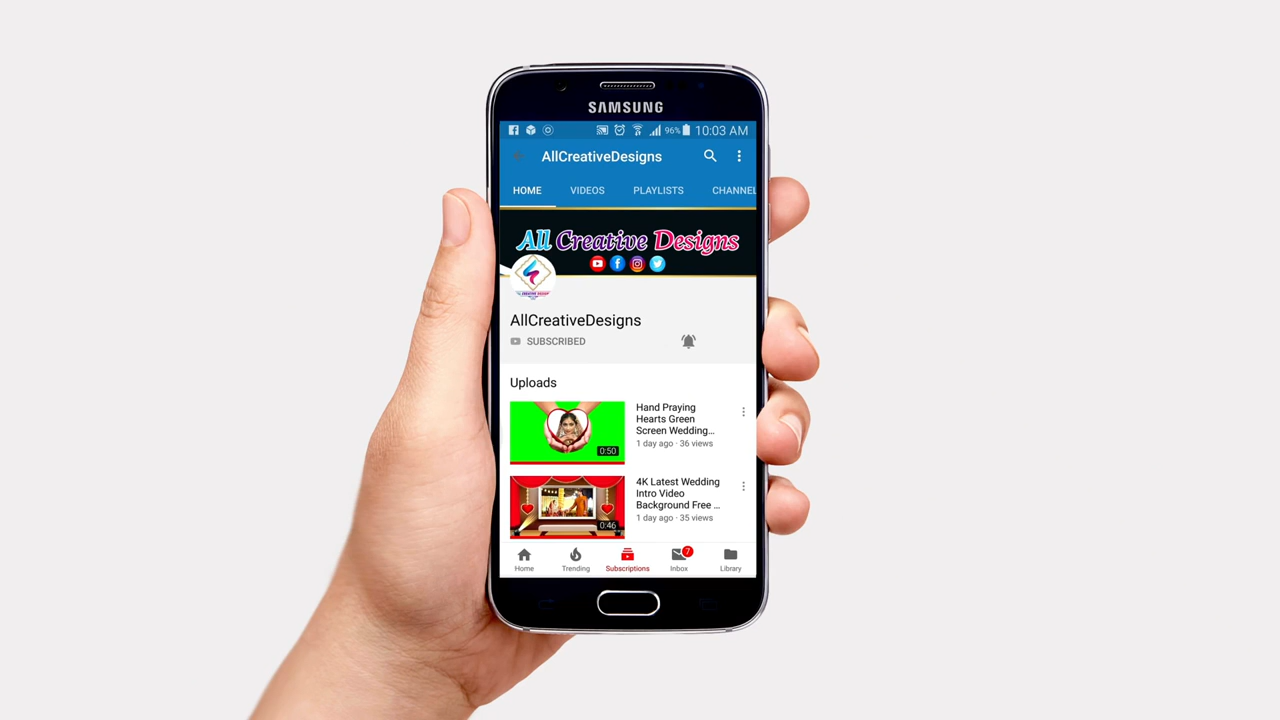 SAMSUNG
96% 10:03 AM
AllCreativeDesigns
HOME VIDEOS PLAYLISTS CHANNEL
All Creative Designs
AllCreativeDesigns
SUBSCRIBED
Uploads
Hand Praying
Hearts Green
Screen Wedding...
1 day ago · 36 views
0:50
4K Latest Wedding
Intro Video
Background Free ...
1 day ago · 35 views
0:46
7
Home Trending Subscriptions Inbox Library